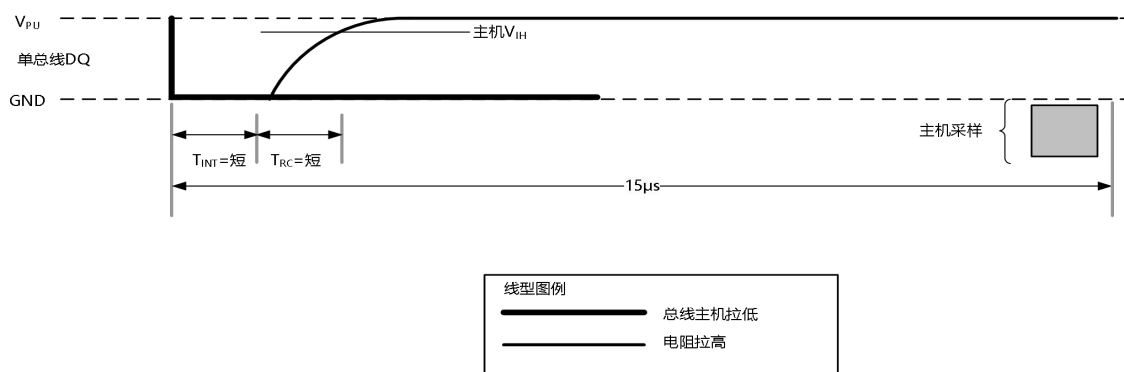 VPU
主机VIH
单总线DQ
GND
主机采样
TINT=短
TRC=短
15μs
线型图例
总线主机拉低
电阻拉高